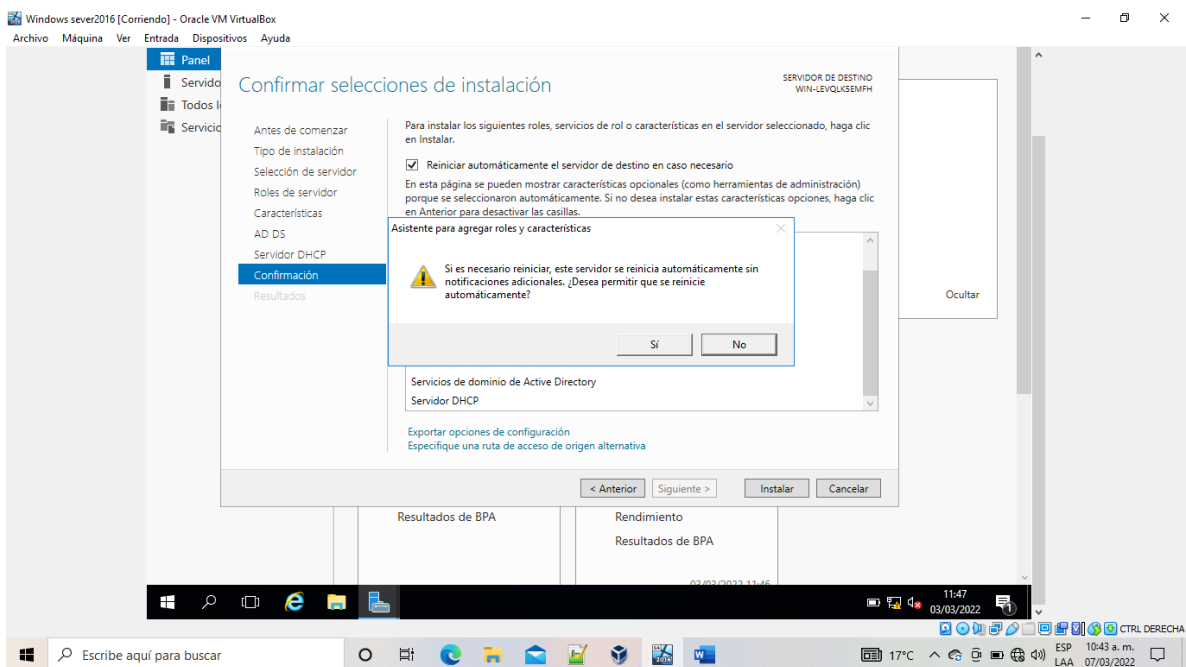 Windows sever2016 [Corriendo] - Oracle VM VirtualBox
Archivo Máquina Ver Entrada Dispositivos Ayuda
Panel
Servido
Todos l
Servicio
Confirmar selecciones de instalación
SERVIDOR DE DESTINO
WIN-LEVQLKSEMFH
Antes de comenzar
Tipo de instalación
Selección de servidor
Roles de servidor
Características
AD DS
Servidor DHCP
Confirmación
Resultados
Para instalar los siguientes roles, servicios de rol o características en el servidor seleccionado, haga clic
en Instalar.
Reiniciar automáticamente el servidor de destino en caso necesario
En esta página se pueden mostrar características opcionales (como herramientas de administración)
porque se seleccionaron automáticamente. Si no desea instalar estas características opciones, haga clic
en Anterior para desactivar las casillas.
Asistente para agregar roles y características
Si es necesario reiniciar, este servidor se reinicia automáticamente sin
notificaciones adicionales. ¿Desea permitir que se reinicie
automáticamente?
Sí No
Servicios de dominio de Active Directory
Servidor DHCP
Exportar opciones de configuración
Especifique una ruta de acceso de origen alternativa
< Anterior Siguiente > Instalar Cancelar
Ocultar
Resultados de BPA
Rendimiento
Resultados de BPA
03/03/2022 11:46
11:47
03/03/2022
1
CTRL DERECHA
Escribe aquí para buscar
2016
W
17°C
ESP
LAA
10:43 a. m.
07/03/2022